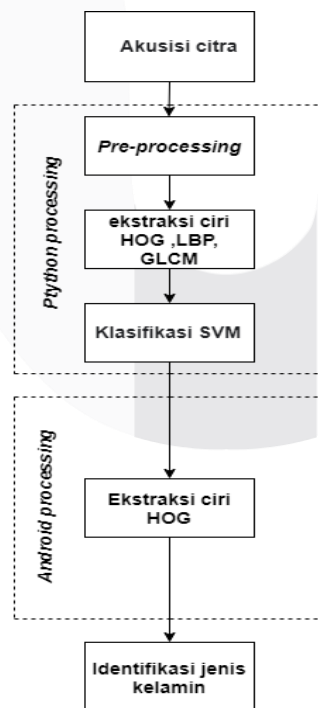 Akusisi citra
Ptython processing
Pre-processing
ekstraksi ciri
HOG ,LBP,
GLCM
Klasifikasi SVM
Android processing
Ekstraksi ciri
HOG
Identifikasi jenis
kelamin